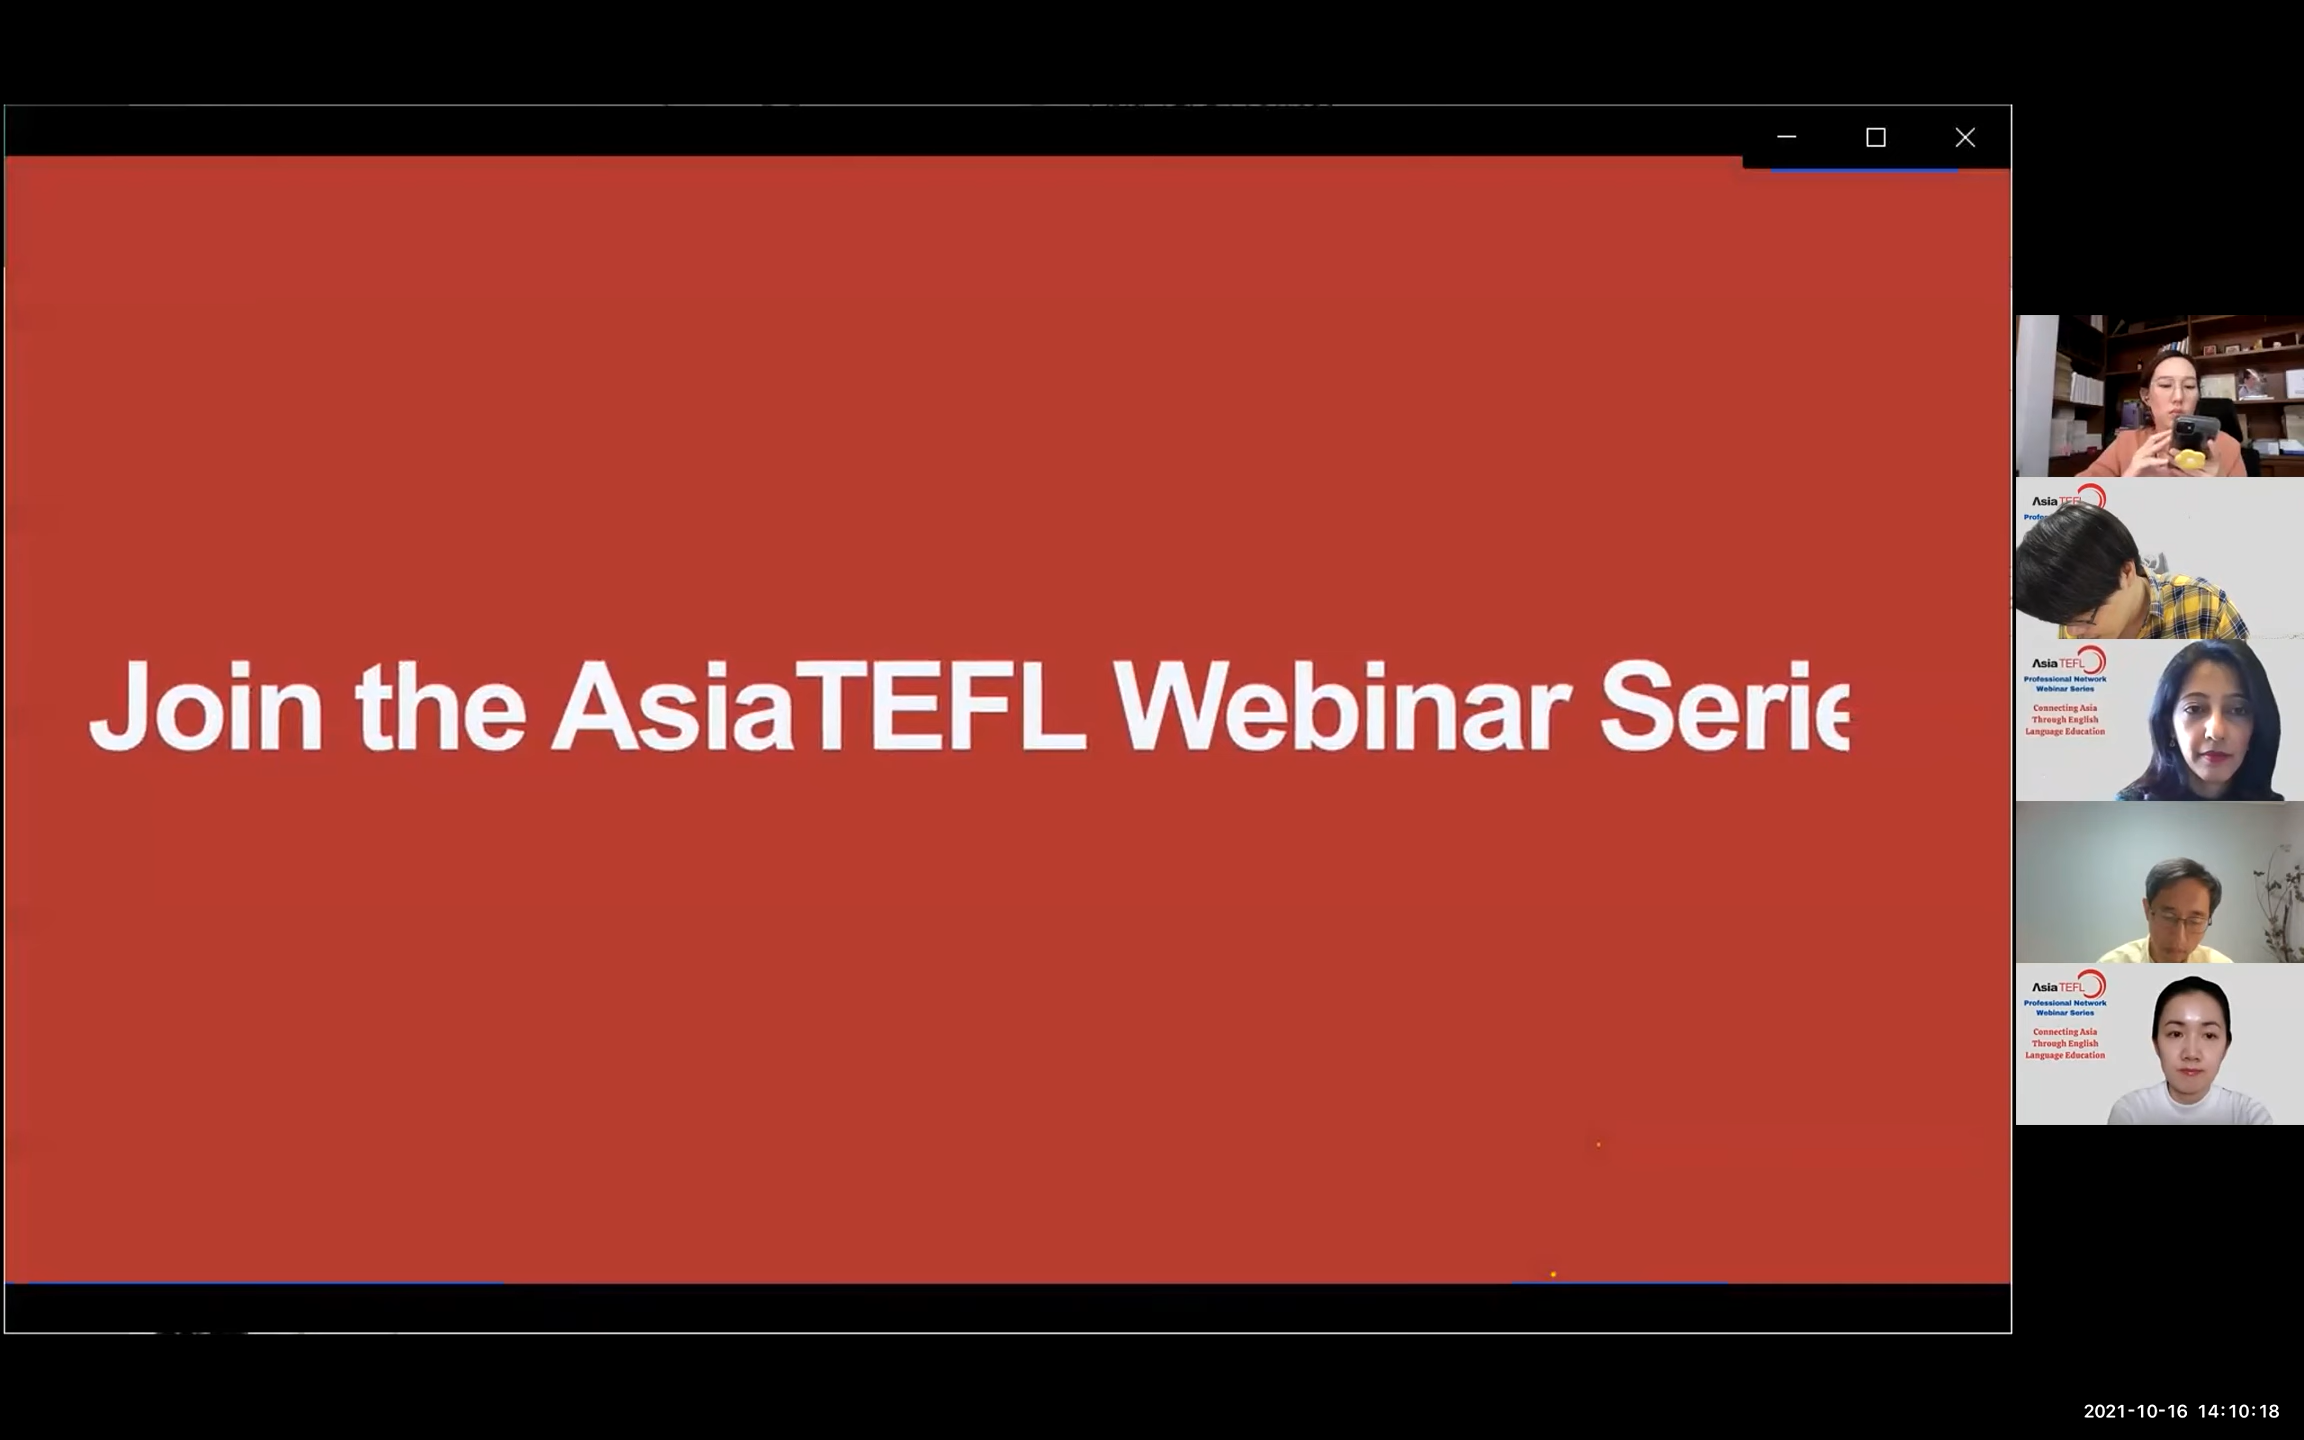 Join the AsiaTEFL Webinar Serie
Asia TEFL
Profe
Asia TEFL
Professional Network
Webinar Series
Connecting Asia
Through English
Language Education
Asia TEFL
Professional Network
Webinar Series
Connecting Asia
Through English
Language Education
2021-10-16 14:10:18